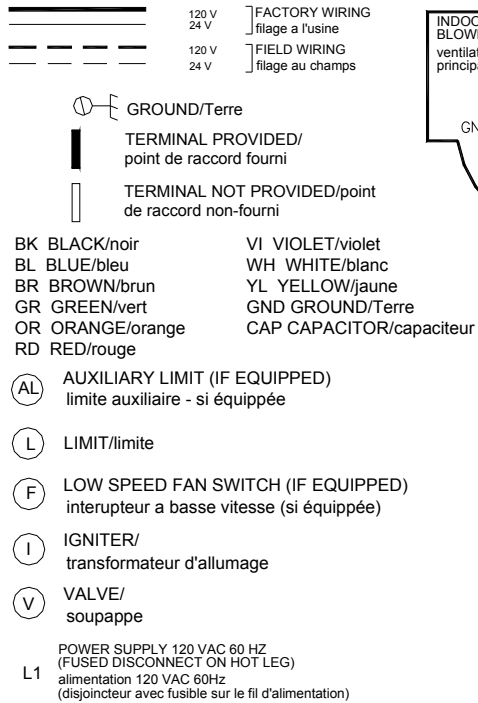 120 V FACTORY WIRING
24 V filage a l'usine
120 V FIELD WIRING
24 V filage au champs
GROUND/Terre
TERMINAL PROVIDED/
point de raccord fourni
TERMINAL NOT PROVIDED/point
de raccord non-fourni
BK BLACK/noir
BL BLUE/bleu
BR BROWN/brun
GR GREEN/vert
OR ORANGE/orange
RD RED/rouge
VI VIOLET/violet
WH WHITE/blanc
YL YELLOW/jaune
GND GROUND/Terre
CAP CAPACITOR/capaciteur
AL AUXILIARY LIMIT (IF EQUIPPED)
limite auxiliaire - si équippée
L LIMIT/limite
F LOW SPEED FAN SWITCH (IF EQUIPPED)
interupteur a basse vitesse (si équippée)
I IGNITER/
transformateur d'allumage
V VALVE/
soupappe
L1 POWER SUPPLY 120 VAC 60 HZ
(FUSED DISCONNECT ON HOT LEG)
alimentation 120 VAC 60Hz
(disjoincteur avec fusible sur le fil d'alimentation)